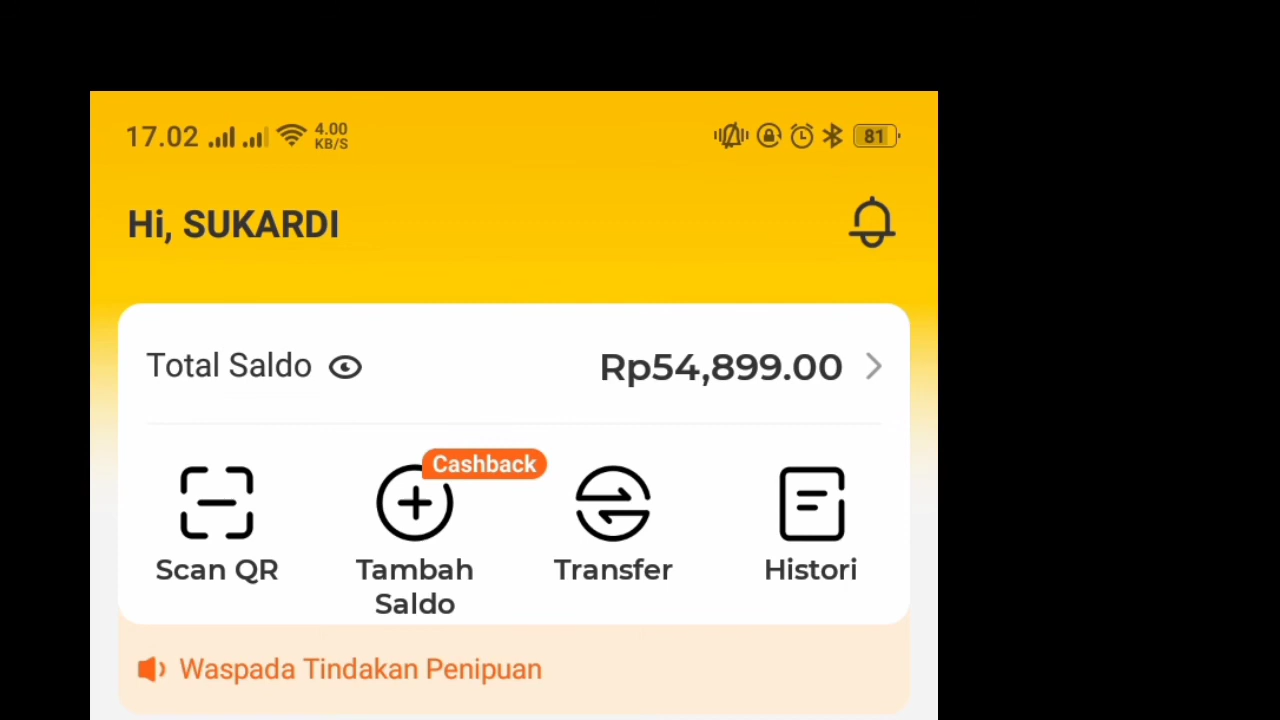 17.02 4.00 KB/S 81
Hi, SUKARDI
Total Saldo Rp54,899.00
Cashback
Scan QR Tambah Saldo Transfer Histori
Waspada Tindakan Penipuan